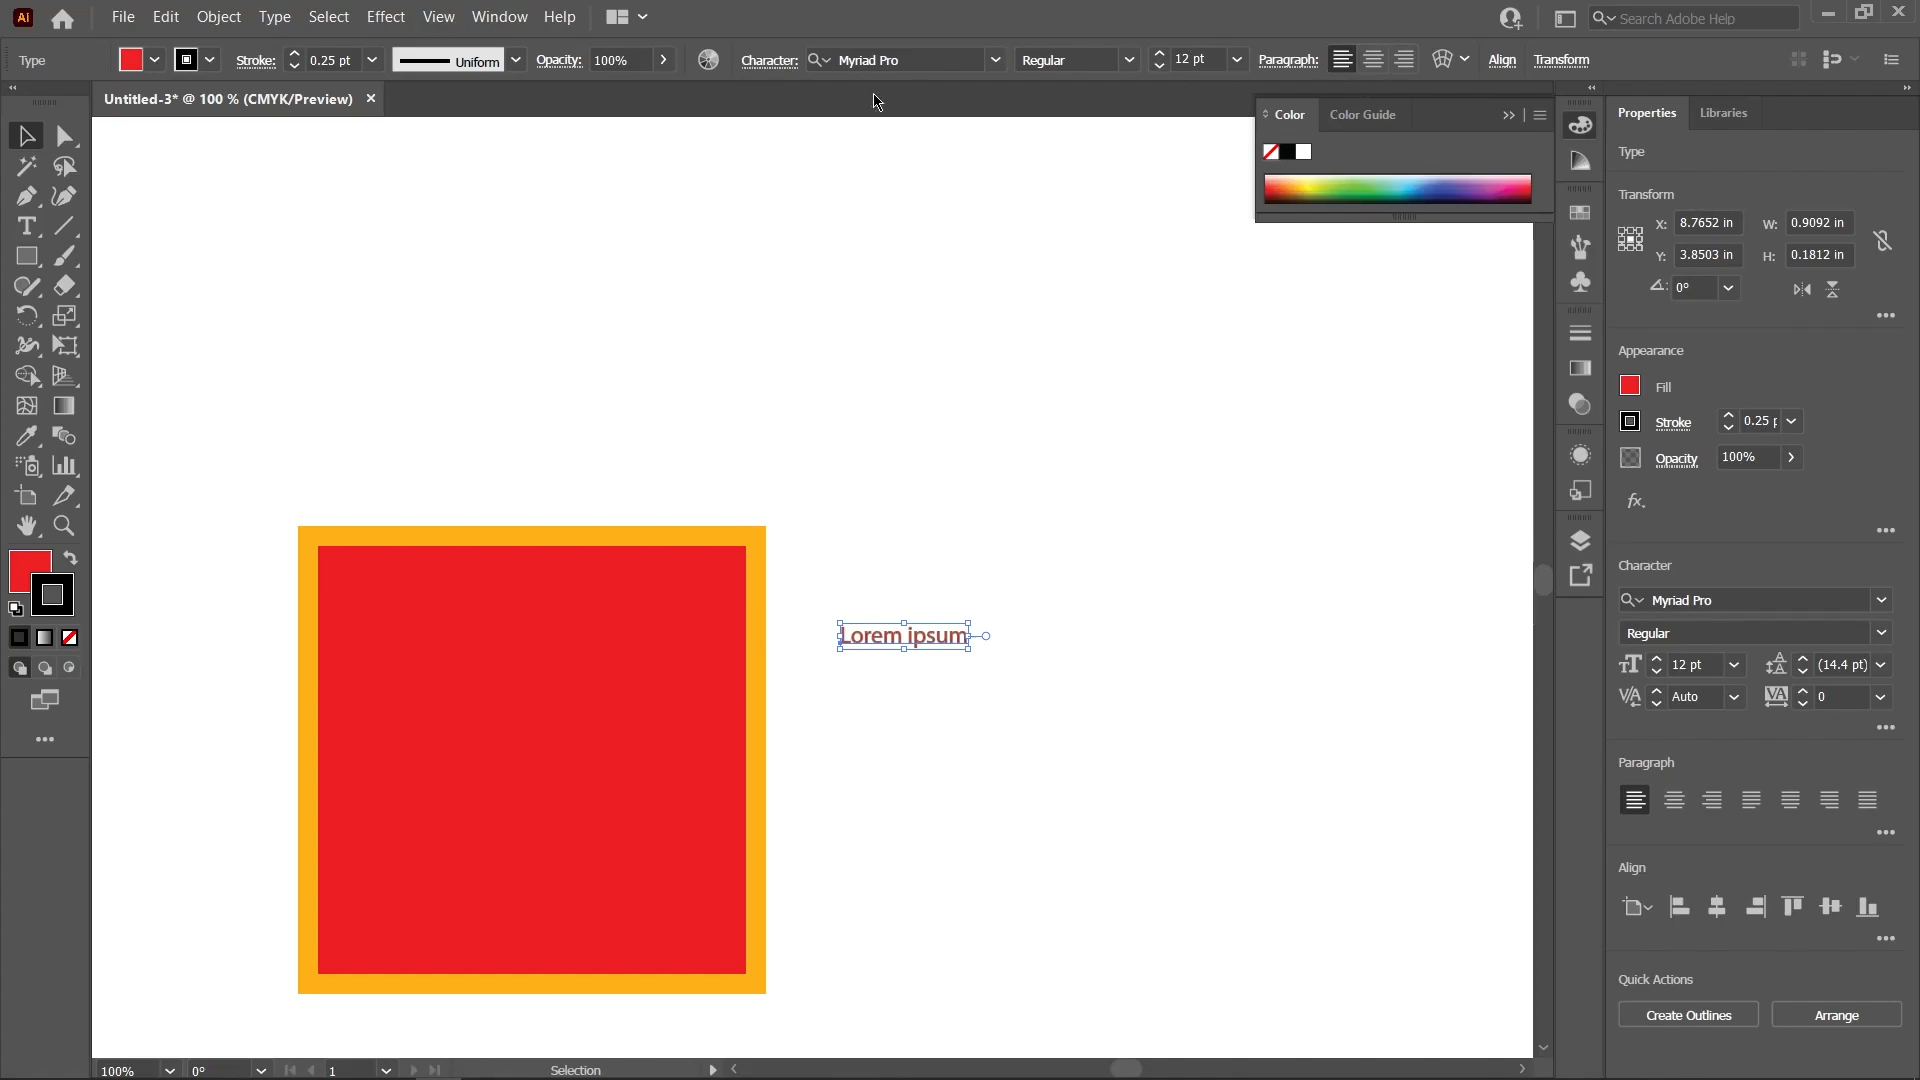 Ai
File Edit Object Type Select Effect View Window Help
Search Adobe Help
Type
Stroke: 0.25 pt
Uniform
Opacity: 100%
Character: Myriad Pro
Regular
12 pt
Paragraph:
Align
Transform
Untitled-3* @ 100 % (CMYK/Preview)
Color Color Guide
Lorem ipsum
Properties Libraries
Type
Transform
X: 8.7652 in W: 0.9092 in
Y: 3.8503 in H: 0.1812 in
0°
Appearance
Fill
Stroke 0.25 p
Opacity 100%
fx.
Character
Myriad Pro
Regular
12 pt (14.4 pt)
Auto 0
Paragraph
Align
Quick Actions
Create Outlines Arrange
100% 0° 1 Selection